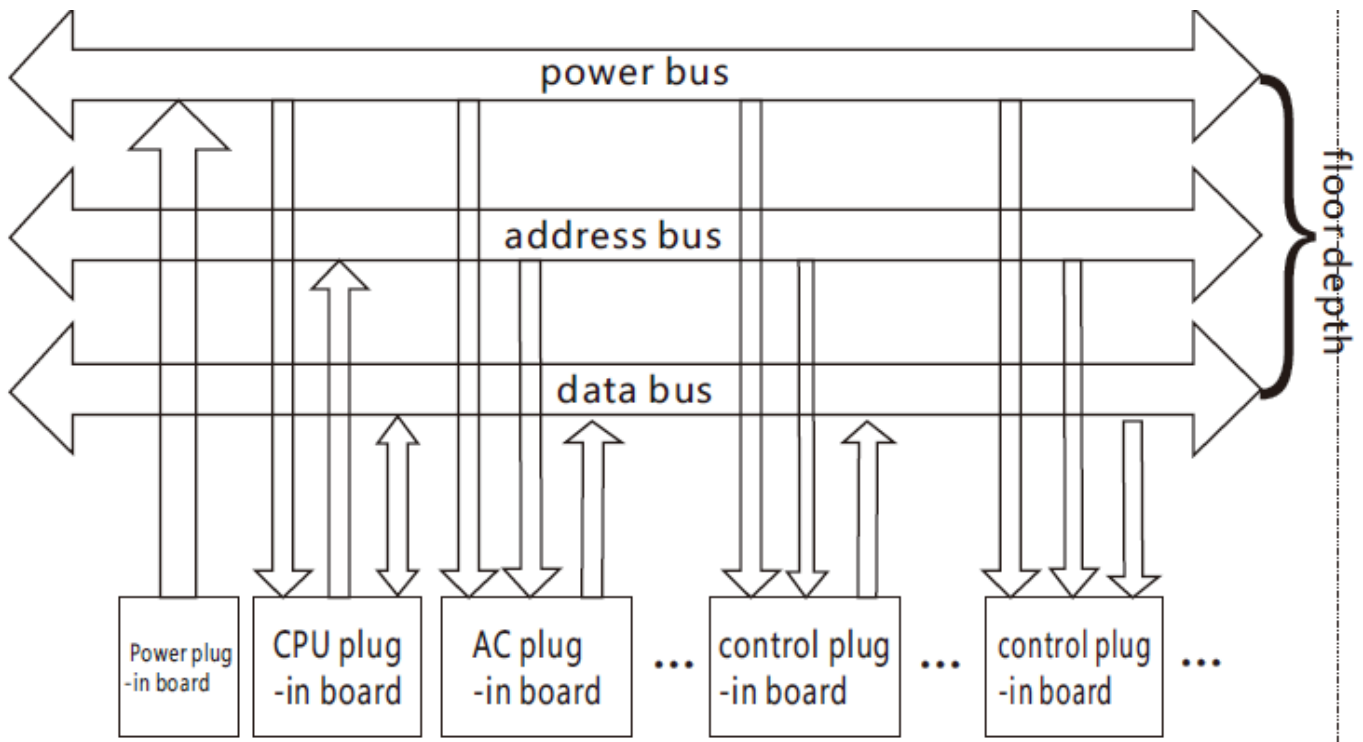 power bus
address bus
data bus
floor depth
Power plug
-in board
CPU plug
-in board
AC plug
-in board
...
control plug
-in board
...
control plug
-in board
...